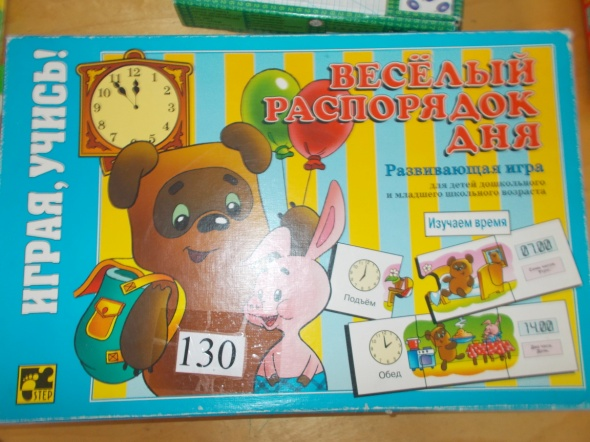 ИГРАЯ, УЧИСЬ!
ВЕСЁЛЫЙ
РАСПОРЯДОК
ДНЯ
Развивающая игра
для детей дошкольного
и младшего школьного возраста
Изучаем время
Подъём
07.00
Обед
14.00
130
STEP